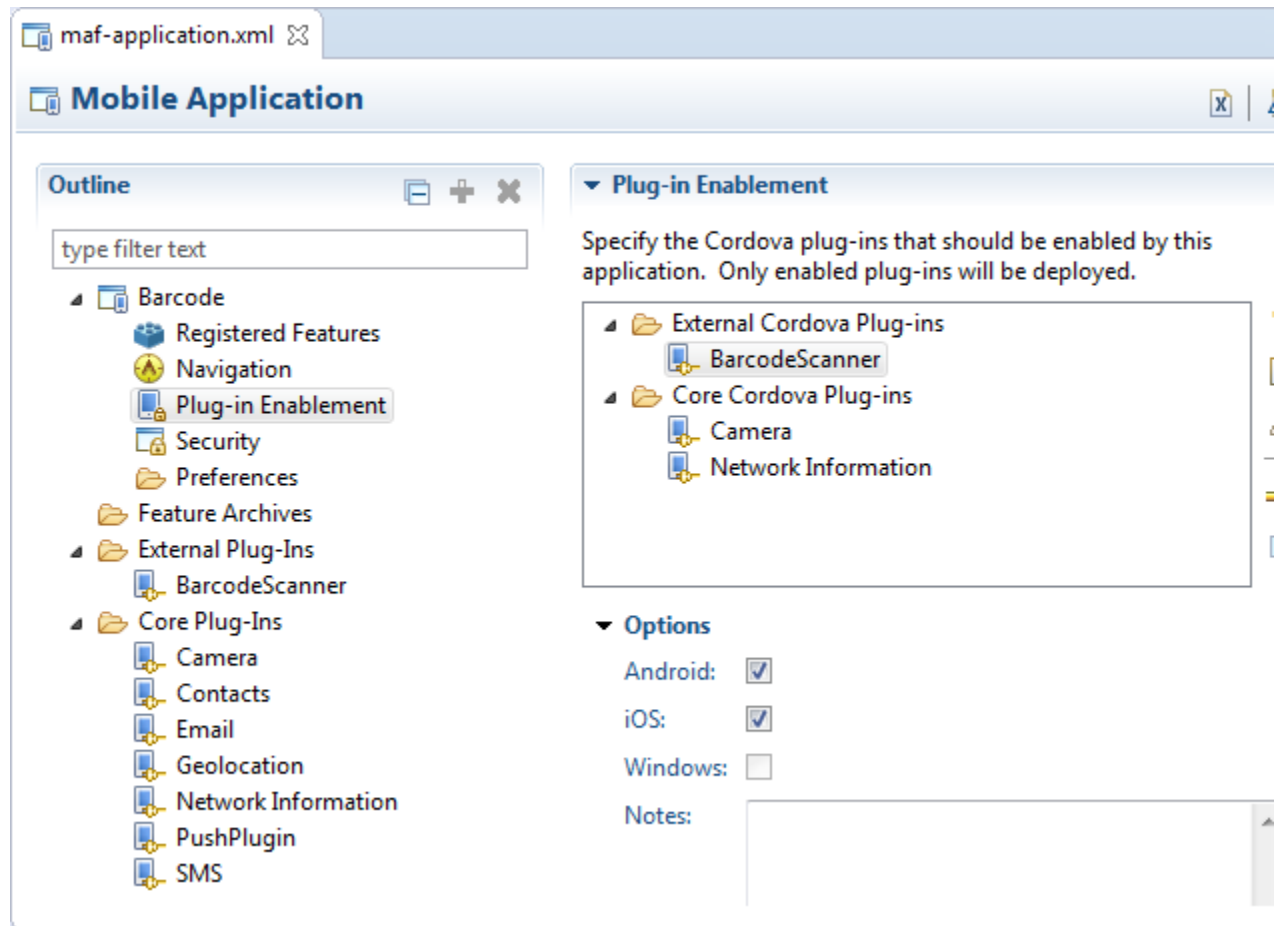 maf-application.xml
Mobile Application
Outline
type filter text
Barcode
Registered Features
Navigation
Plug-in Enablement
Security
Preferences
Feature Archives
External Plug-Ins
BarcodeScanner
Core Plug-Ins
Camera
Contacts
Email
Geolocation
Network Information
PushPlugin
SMS
Plug-in Enablement
Specify the Cordova plug-ins that should be enabled by this
application.  Only enabled plug-ins will be deployed.
External Cordova Plug-ins
BarcodeScanner
Core Cordova Plug-ins
Camera
Network Information
Options
Android:
iOS:
Windows:
Notes: